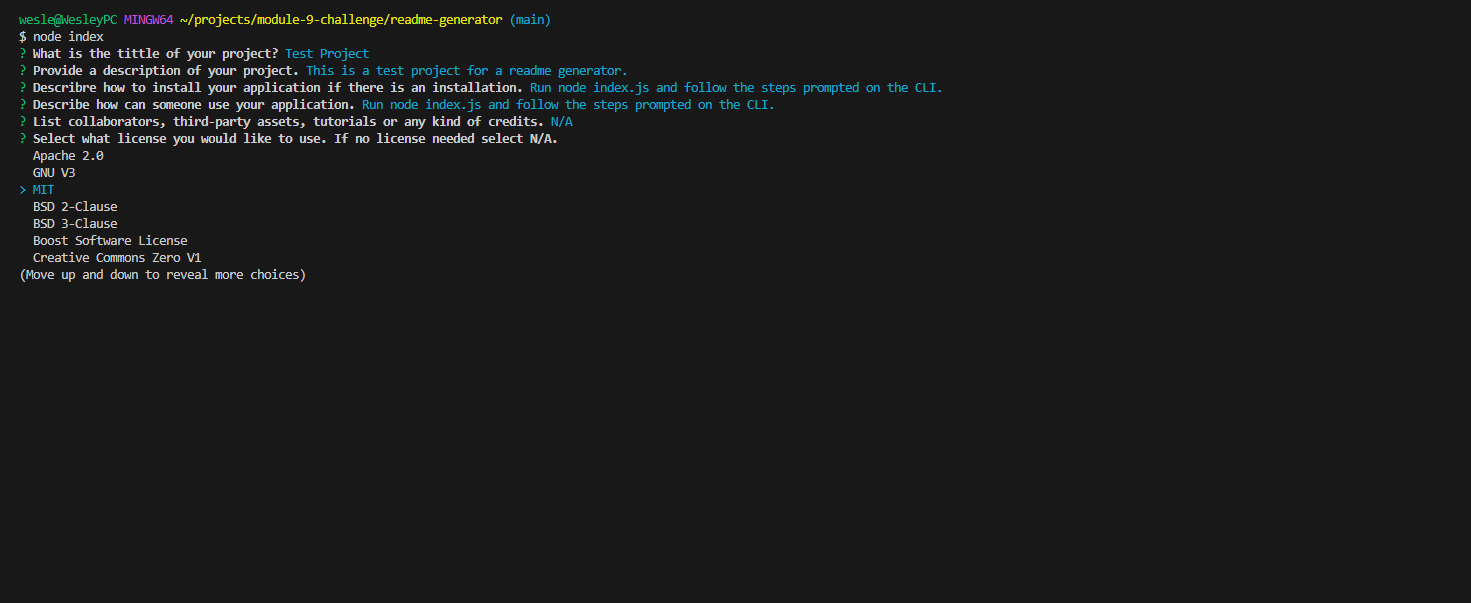 wesle@WesleyPC MINGW64 ~/projects/module-9-challenge/readme-generator (main)
$ node index
? What is the tittle of your project? Test Project
? Provide a description of your project. This is a test project for a readme generator.
? Describre how to install your application if there is an installation. Run node index.js and follow the steps prompted on the CLI.
? Describe how can someone use your application. Run node index.js and follow the steps prompted on the CLI.
? List collaborators, third-party assets, tutorials or any kind of credits. N/A
? Select what license you would like to use. If no license needed select N/A.
  Apache 2.0
  GNU V3
> MIT
  BSD 2-Clause
  BSD 3-Clause
  Boost Software License
  Creative Commons Zero V1
(Move up and down to reveal more choices)